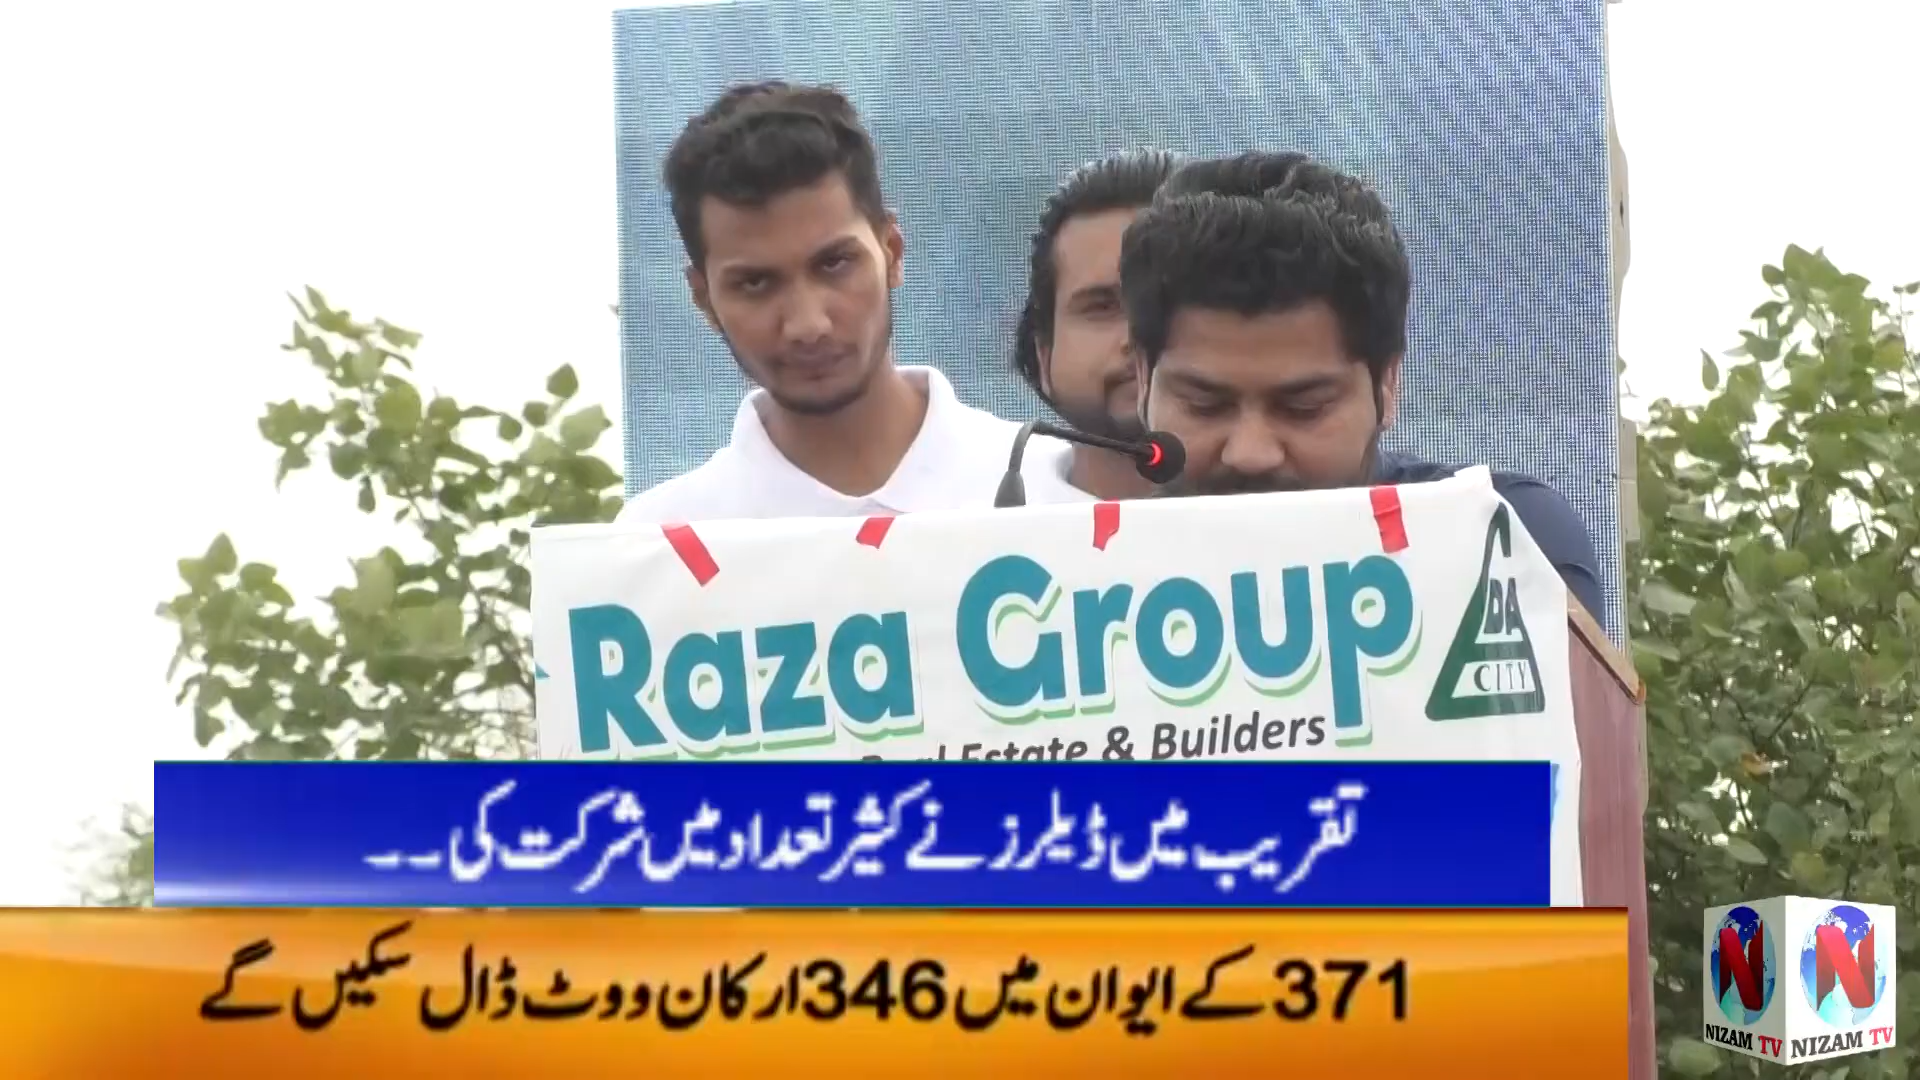 Raza Group
GDA
CITY
Real Estate & Builders
تقریب میں ڈیلرز نے کثیر تعداد میں شرکت کی ۔۔
371 کے ایوان میں 346 ارکان ووٹ ڈال سکیں گے
NIZAM TV NIZAM TV